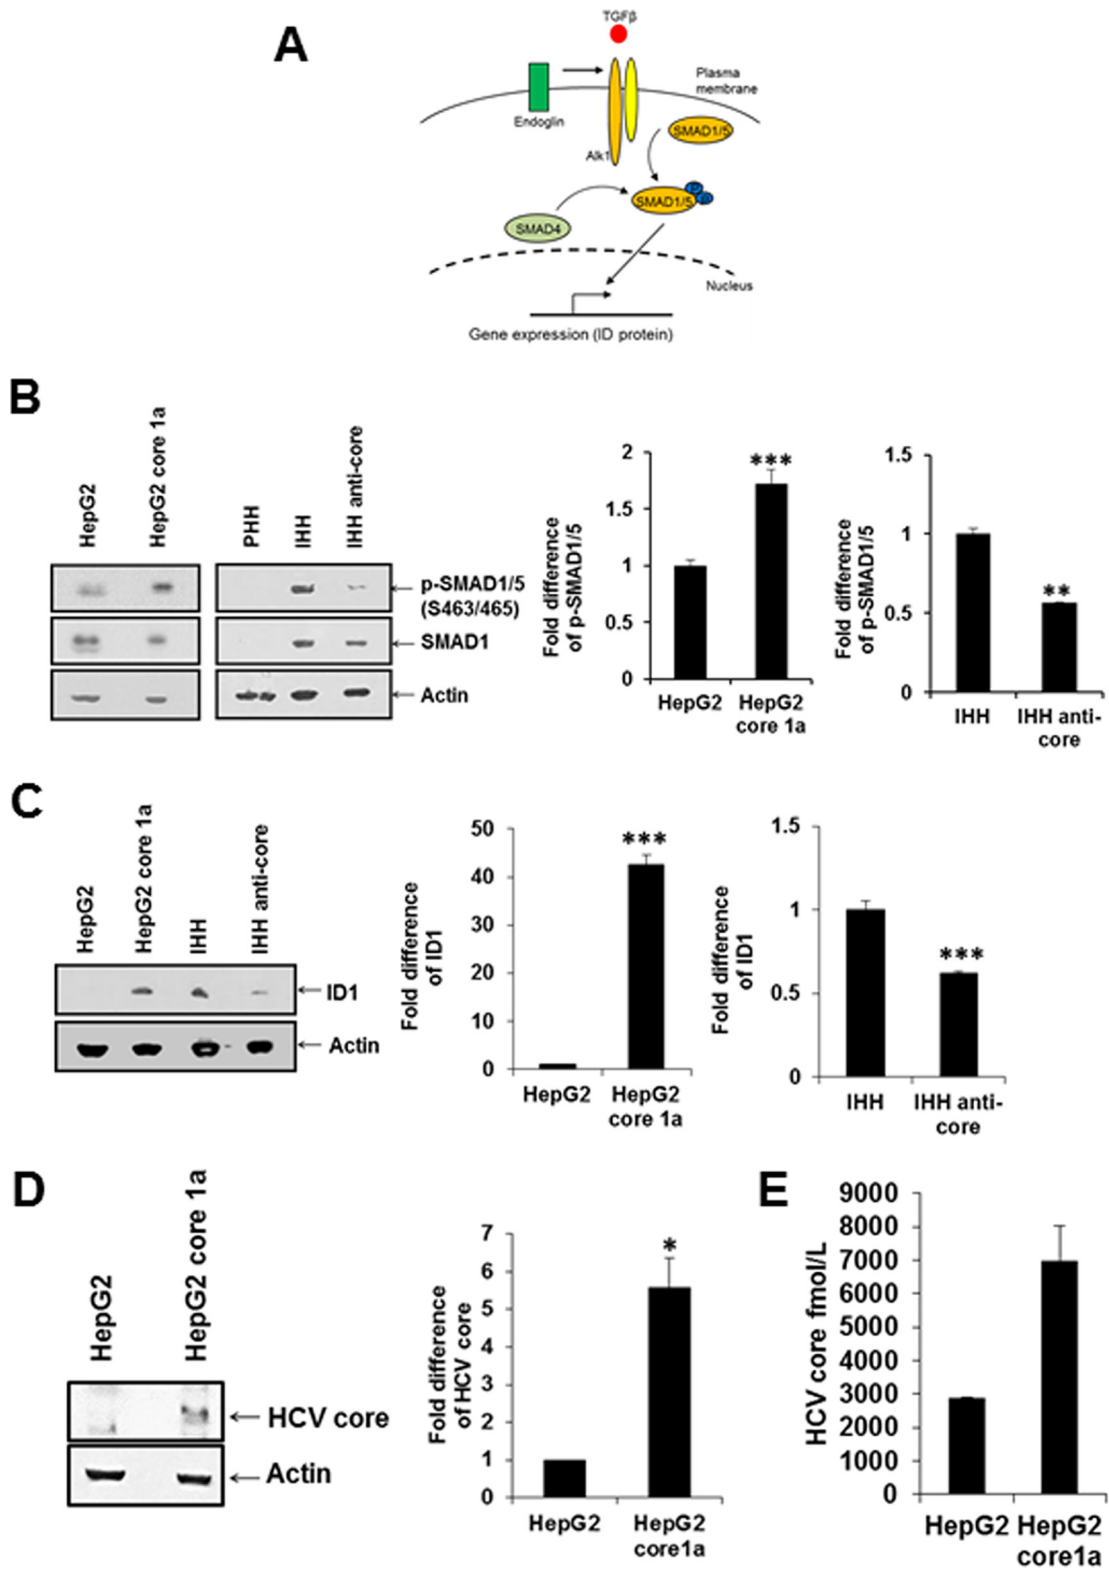 A
TGFβ
Plasma
membrane
Endoglin
SMAD1/5
Alk1
SMAD1/5
SMAD4
Nucleus
Gene expression (ID protein)
B
HepG2
HepG2 core 1a
PHH
IHH
IHH anti-core
p-SMAD1/5
(S463/465)
SMAD1
Actin
Fold difference
of p-SMAD1/5
2
1.5
1
0.5
0
***
HepG2
HepG2
core 1a
Fold difference
of p-SMAD1/5
1.5
1
0.5
0
**
IHH
IHH anti-
core
C
HepG2
HepG2 core 1a
IHH
IHH anti-core
ID1
Actin
Fold difference
of ID1
50
40
30
20
10
0
***
HepG2
HepG2
core 1a
Fold difference
of ID1
1.5
1
0.5
0
***
IHH
IHH anti-
core
D
HepG2
HepG2 core 1a
HCV core
Actin
Fold difference
of HCV core
7
6
5
4
3
2
1
0
*
HepG2
HepG2
core1a
E
HCV core fmol/L
9000
8000
7000
6000
5000
4000
3000
2000
1000
0
HepG2
HepG2
core1a